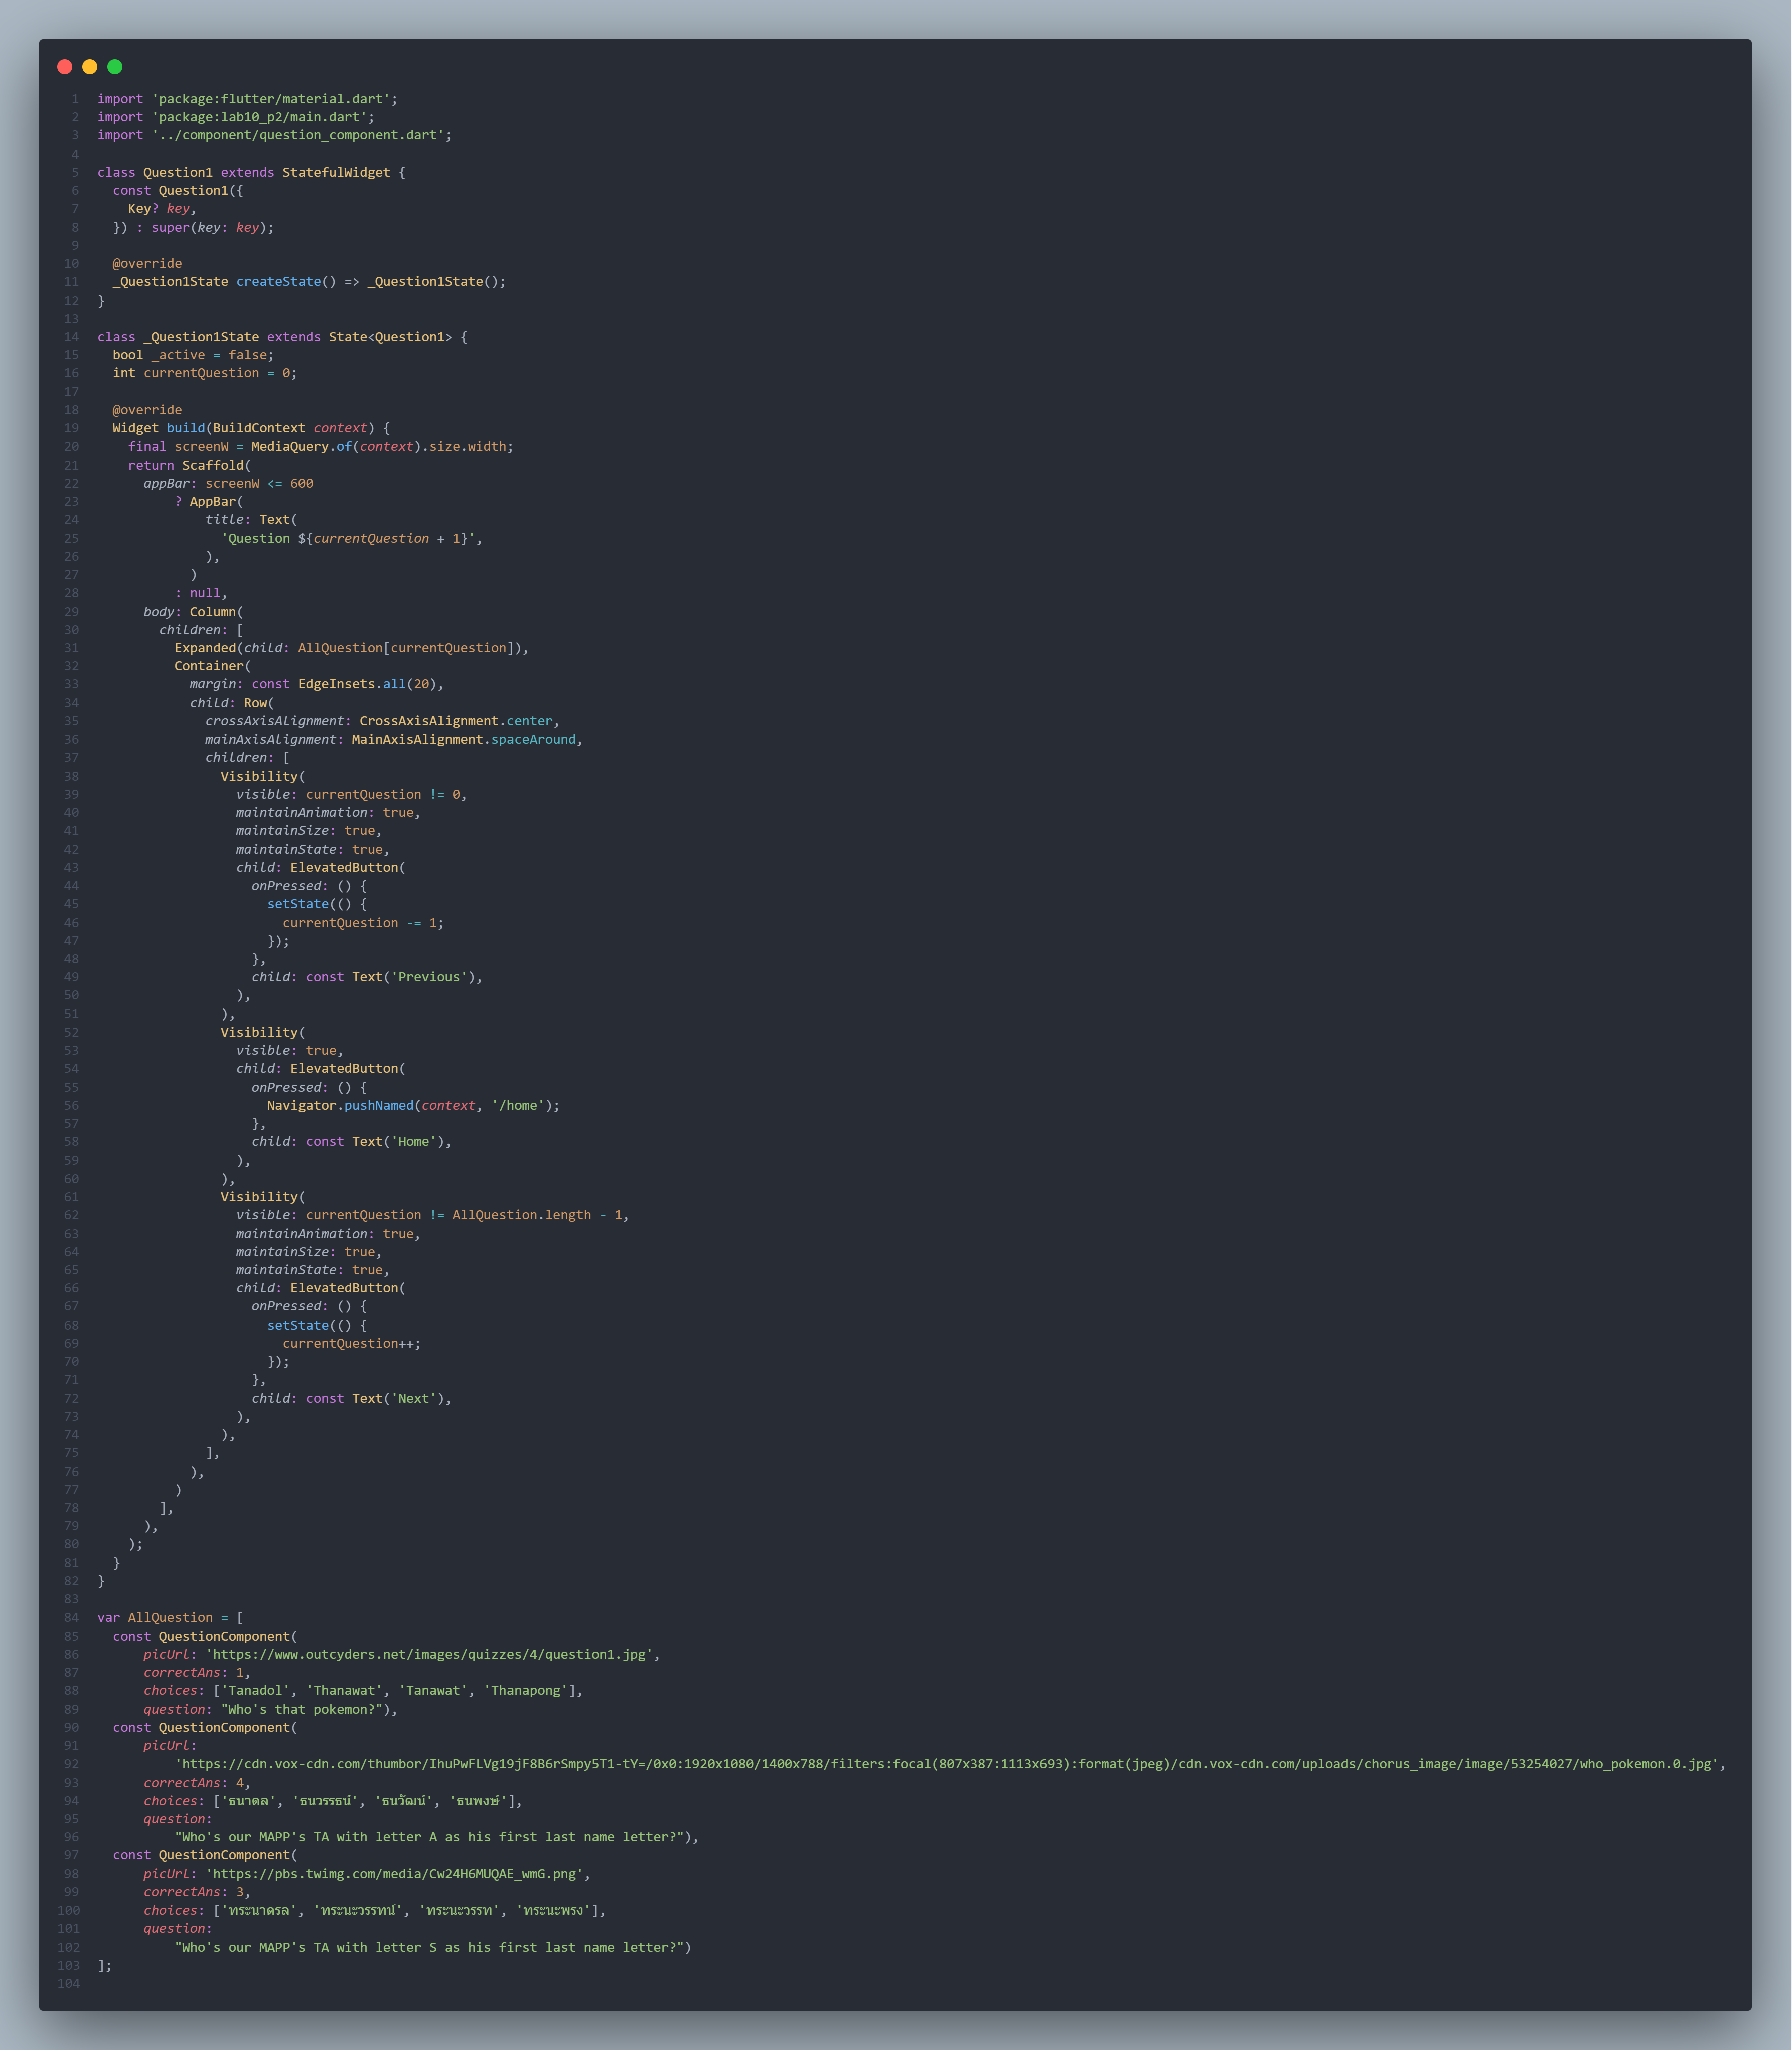 1 import 'package:flutter/material.dart';
2 import 'package:lab10_p2/main.dart';
3 import '../component/question_component.dart';
4
5 class Question1 extends StatefulWidget {
6   const Question1({
7     Key? key,
8   }) : super(key: key);
9
10   @override
11   _Question1State createState() => _Question1State();
12 }
13
14 class _Question1State extends State<Question1> {
15   bool _active = false;
16   int currentQuestion = 0;
17
18   @override
19   Widget build(BuildContext context) {
20     final screenW = MediaQuery.of(context).size.width;
21     return Scaffold(
22       appBar: screenW <= 600
23           ? AppBar(
24               title: Text(
25                 'Question ${currentQuestion + 1}',
26               ),
27             )
28           : null,
29       body: Column(
30         children: [
31           Expanded(child: AllQuestion[currentQuestion]),
32           Container(
33             margin: const EdgeInsets.all(20),
34             child: Row(
35               crossAxisAlignment: CrossAxisAlignment.center,
36               mainAxisAlignment: MainAxisAlignment.spaceAround,
37               children: [
38                 Visibility(
39                   visible: currentQuestion != 0,
40                   maintainAnimation: true,
41                   maintainSize: true,
42                   maintainState: true,
43                   child: ElevatedButton(
44                     onPressed: () {
45                       setState(() {
46                         currentQuestion -= 1;
47                       });
48                     },
49                     child: const Text('Previous'),
50                   ),
51                 ),
52                 Visibility(
53                   visible: true,
54                   child: ElevatedButton(
55                     onPressed: () {
56                       Navigator.pushNamed(context, '/home');
57                     },
58                     child: const Text('Home'),
59                   ),
60                 ),
61                 Visibility(
62                   visible: currentQuestion != AllQuestion.length - 1,
63                   maintainAnimation: true,
64                   maintainSize: true,
65                   maintainState: true,
66                   child: ElevatedButton(
67                     onPressed: () {
68                       setState(() {
69                         currentQuestion++;
70                       });
71                     },
72                     child: const Text('Next'),
73                   ),
74                 ),
75               ],
76             ),
77           )
78         ],
79       ),
80     );
81   }
82 }
83
84 var AllQuestion = [
85   const QuestionComponent(
86       picUrl: 'https://www.outcyders.net/images/quizzes/4/question1.jpg',
87       correctAns: 1,
88       choices: ['Tanadol', 'Thanawat', 'Tanawat', 'Thanapong'],
89       question: "Who's that pokemon?"),
90   const QuestionComponent(
91       picUrl:
92           'https://cdn.vox-cdn.com/thumbor/IhuPwFLVg19jF8B6rSmpy5T1-tY=/0x0:1920x1080/1400x788/filters:focal(807x387:1113x693):format(jpeg)/cdn.vox-cdn.com/uploads/chorus_image/image/53254027/who_pokemon.0.jpg',
93       correctAns: 4,
94       choices: ['ธนาดล', 'ธนวรรธน์', 'ธนวัฒน์', 'ธนพงษ์'],
95       question:
96           "Who's our MAPP's TA with letter A as his first last name letter?"),
97   const QuestionComponent(
98       picUrl: 'https://pbs.twimg.com/media/Cw24H6MUQAE_wmG.png',
99       correctAns: 3,
100       choices: ['ทระนาดรล', 'ทระนะวรรทน์', 'ทระนะวรรท', 'ทระนะพรง'],
101       question:
102           "Who's our MAPP's TA with letter S as his first last name letter?")
103 ];
104